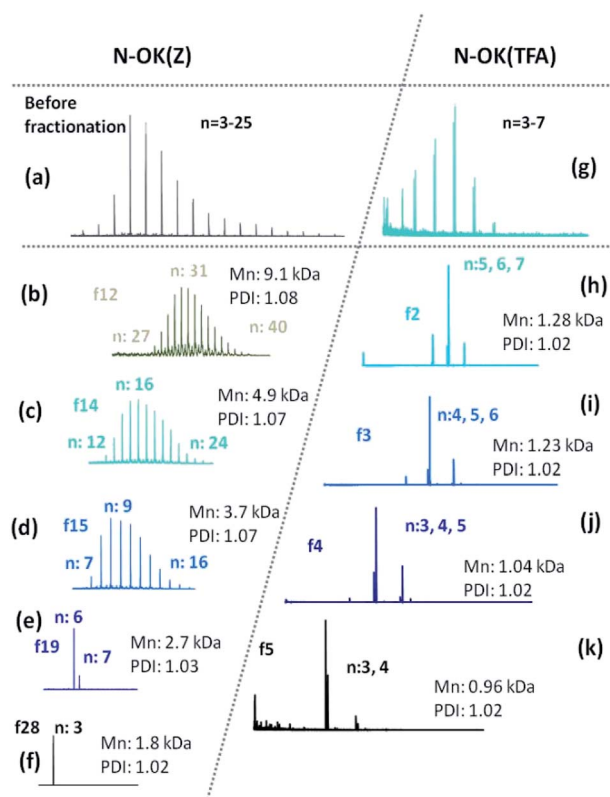 N-OK(Z)
N-OK(TFA)
Before
fractionation
n=3-25
(a)
n=3-7
(g)
(b)
f12
n: 31
n: 27
n: 40
Mn: 9.1 kDa
PDI: 1.08
(c)
f14
n: 16
n: 12
n: 24
Mn: 4.9 kDa
PDI: 1.07
(d)
f15
n: 9
n: 7
n: 16
Mn: 3.7 kDa
PDI: 1.07
(e)
n: 6
f19
n: 7
Mn: 2.7 kDa
PDI: 1.03
f28
n: 3
(f)
Mn: 1.8 kDa
PDI: 1.02
n:5, 6, 7
(h)
f2
Mn: 1.28 kDa
PDI: 1.02
(i)
n:4, 5, 6
f3
Mn: 1.23 kDa
PDI: 1.02
(j)
n:3, 4, 5
f4
Mn: 1.04 kDa
PDI: 1.02
f5
n:3, 4
(k)
Mn: 0.96 kDa
PDI: 1.02